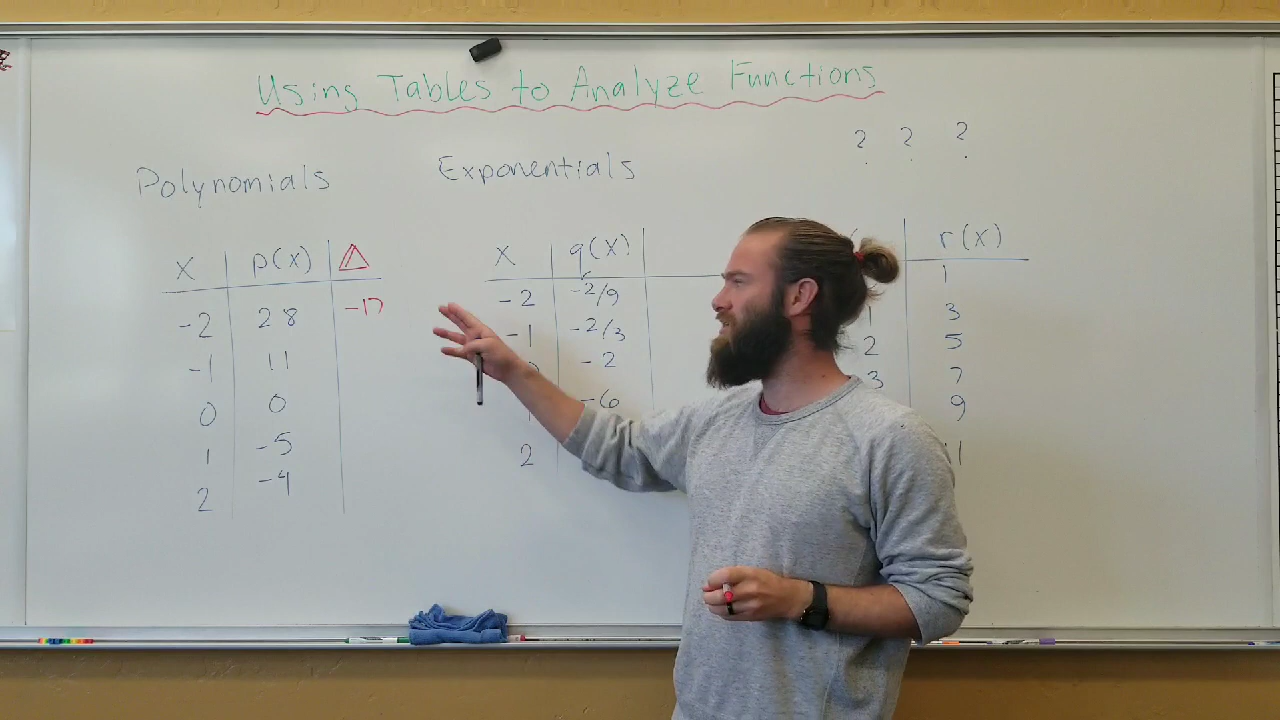 Using Tables to Analyze Functions
? ? ?
Polynomials
x p(x) Δ
-2 28 -17
-1 11
0 0
1 -5
2 -4
Exponentials
x q(x)
-2 -2/9
-1 -2/3
-2
-6
2
r(x)
1
1 3
2 5
3 7
9
11